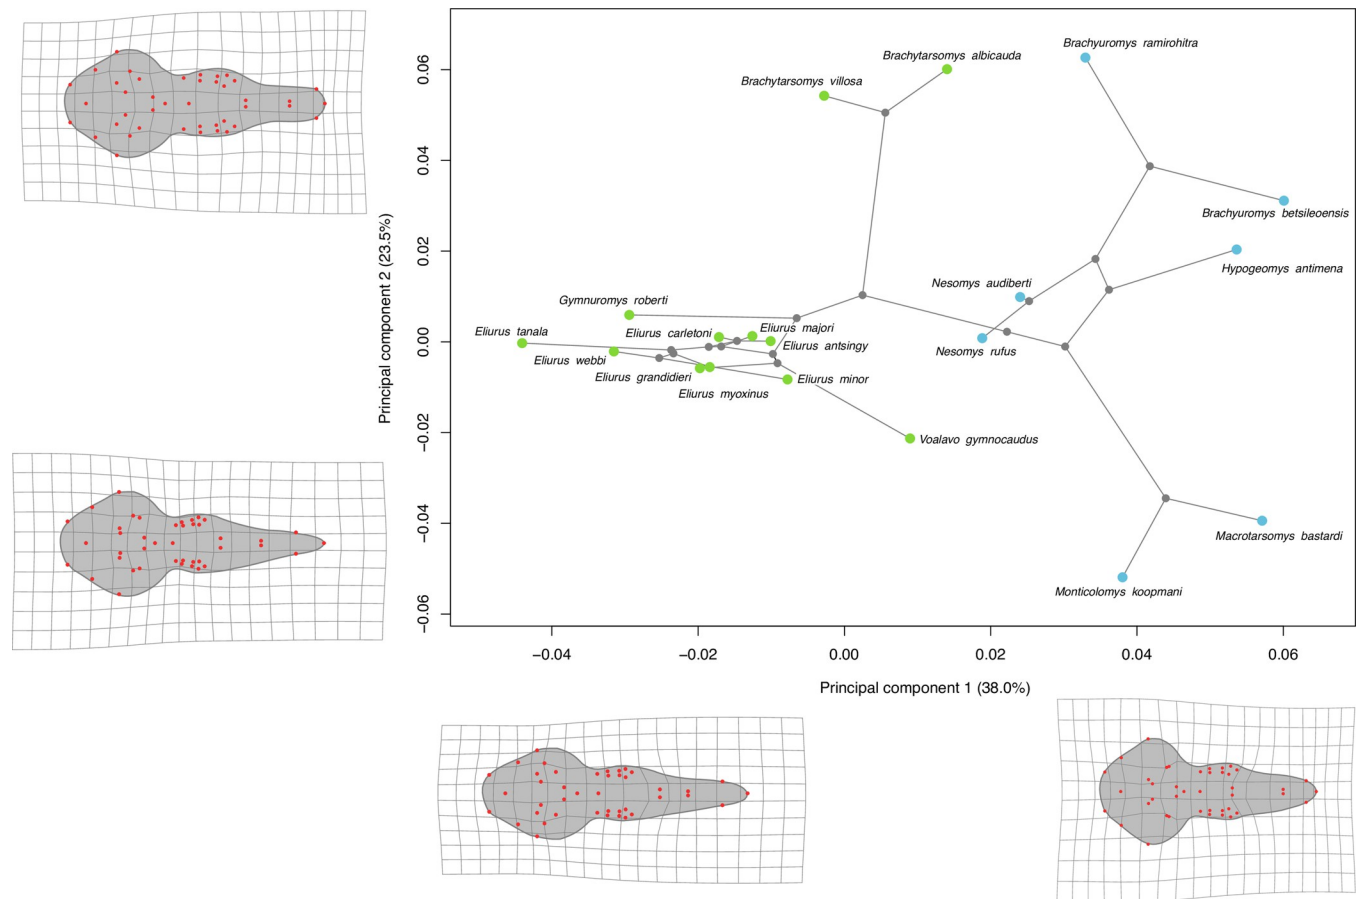 Brachyuromys ramirohitra
Brachytarsomys albicauda
Brachytarsomys villosa
0.06
0.04
Brachyuromys betsileoensis
0.02
Hypogeomys antimena
Nesomys audiberti
Gymnuromys roberti
Eliurus tanala
Eliurus carletoni
Eliurus majori
0.00
Eliurus antsingy
Nesomys rufus
Eliurus webbi
Eliurus grandidieri
Eliurus minor
Eliurus myoxinus
−0.02
Voalavo gymnocaudus
−0.04
Macrotarsomys bastardi
Monticolomys koopmani
−0.06
Principal component 2 (23.5%)
−0.04 −0.02 0.00 0.02 0.04 0.06
Principal component 1 (38.0%)